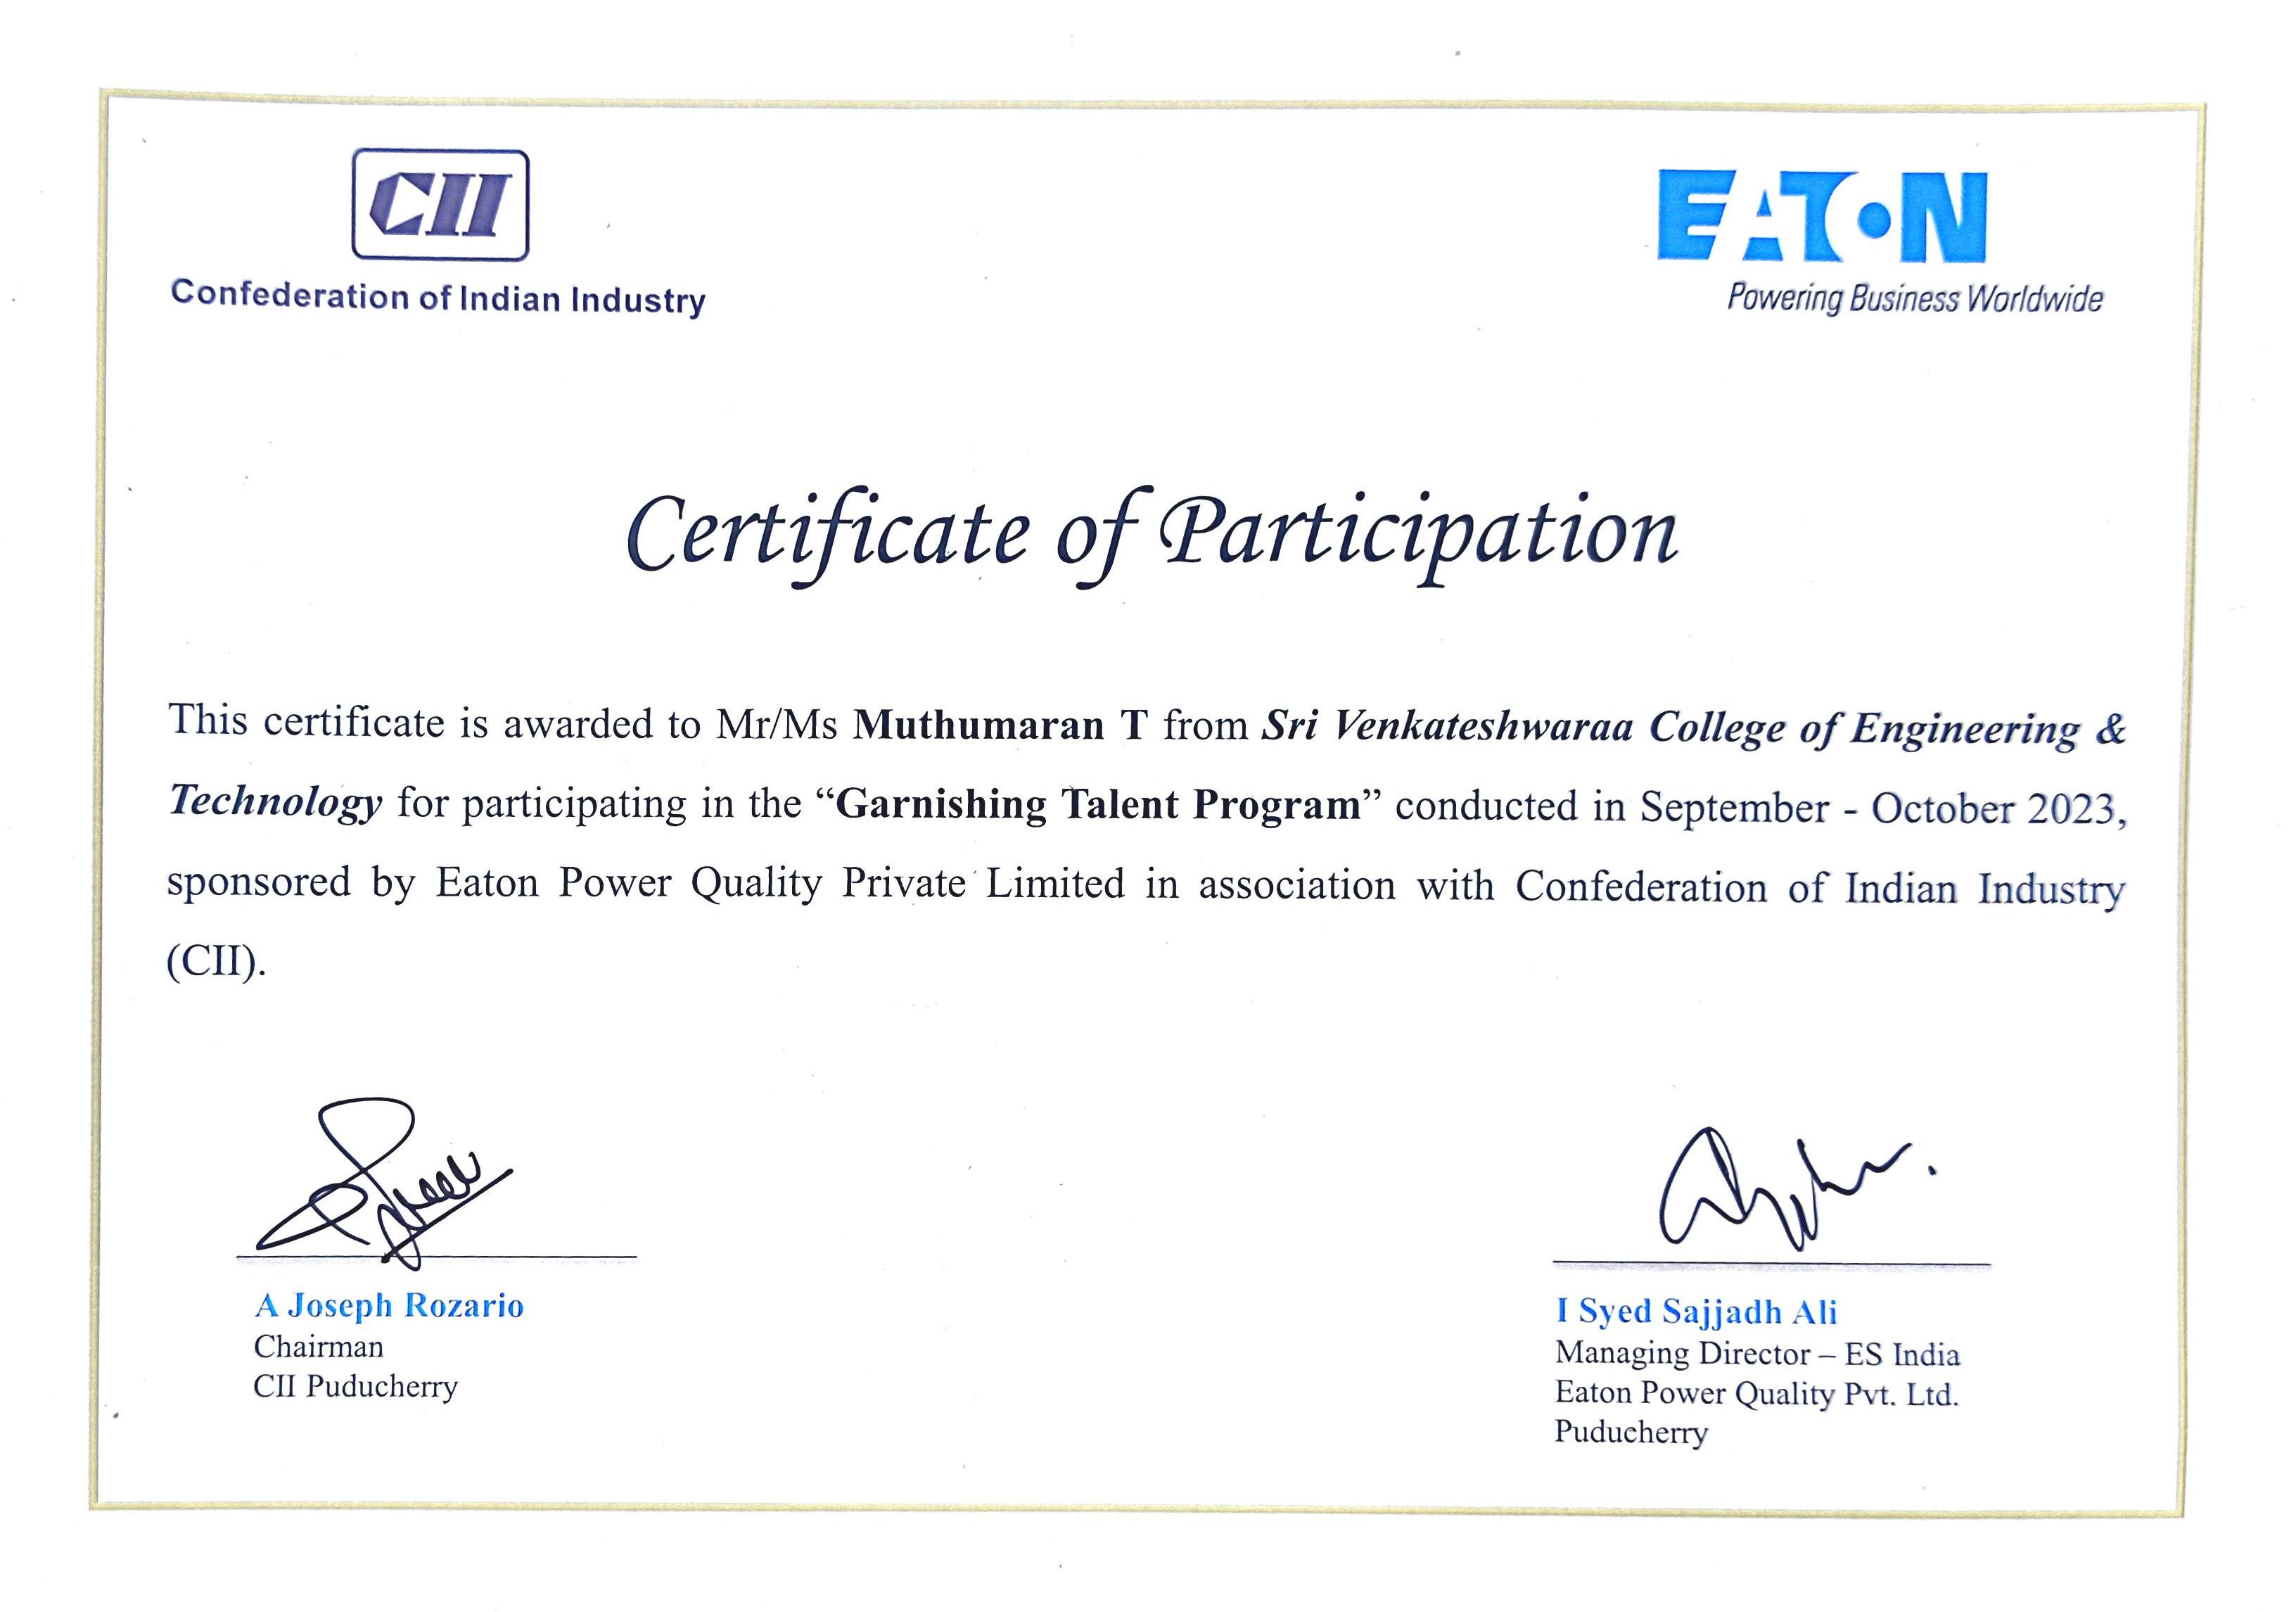 CII
Confederation of Indian Industry
EATON
Powering Business Worldwide
Certificate of Participation
This certificate is awarded to Mr/Ms Muthumaran T from Sri Venkateshwaraa College of Engineering &
Technology for participating in the “Garnishing Talent Program” conducted in September - October 2023,
sponsored by Eaton Power Quality Private Limited in association with Confederation of Indian Industry
(CII).
A Joseph Rozario
Chairman
CII Puducherry
I Syed Sajjadh Ali
Managing Director – ES India
Eaton Power Quality Pvt. Ltd.
Puducherry